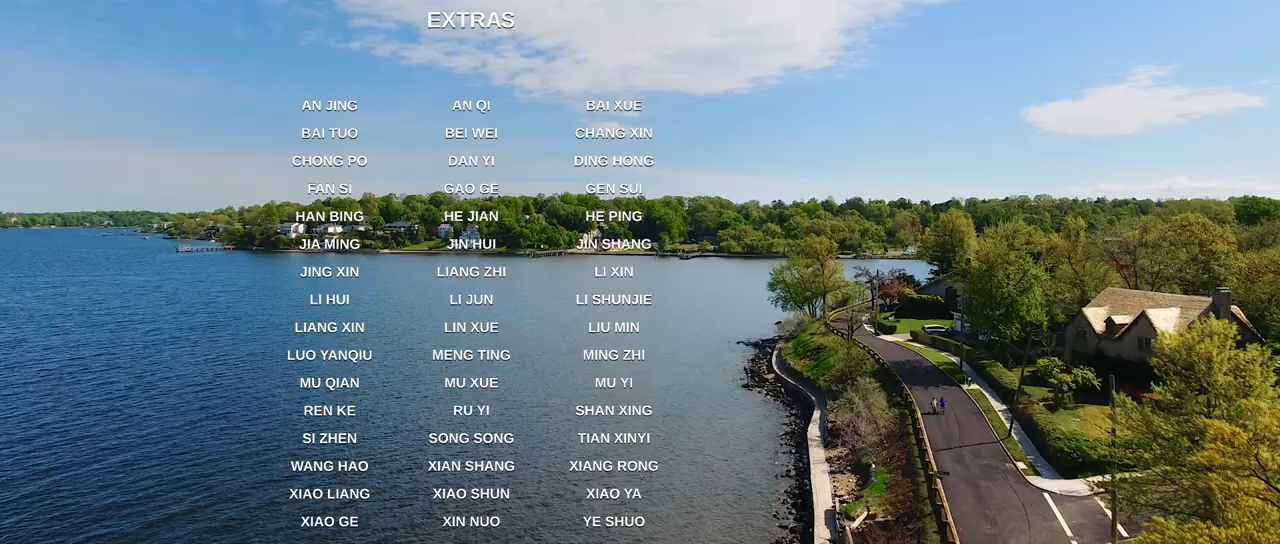 EXTRAS
AN JING AN QI BAI XUE
BAI TUO BEI WEI CHANG XIN
CHONG PO DAN YI DING HONG
FAN SI GAO GE GEN SUI
HAN BING HE JIAN HE PING
JIA MING JIN HUI JIN SHANG
JING XIN LIANG ZHI LI XIN
LI HUI LI JUN LI SHUNJIE
LIANG XIN LIN XUE LIU MIN
LUO YANQIU MENG TING MING ZHI
MU QIAN MU XUE MU YI
REN KE RU YI SHAN XING
SI ZHEN SONG SONG TIAN XINYI
WANG HAO XIAN SHANG XIANG RONG
XIAO LIANG XIAO SHUN XIAO YA
XIAO GE XIN NUO YE SHUO